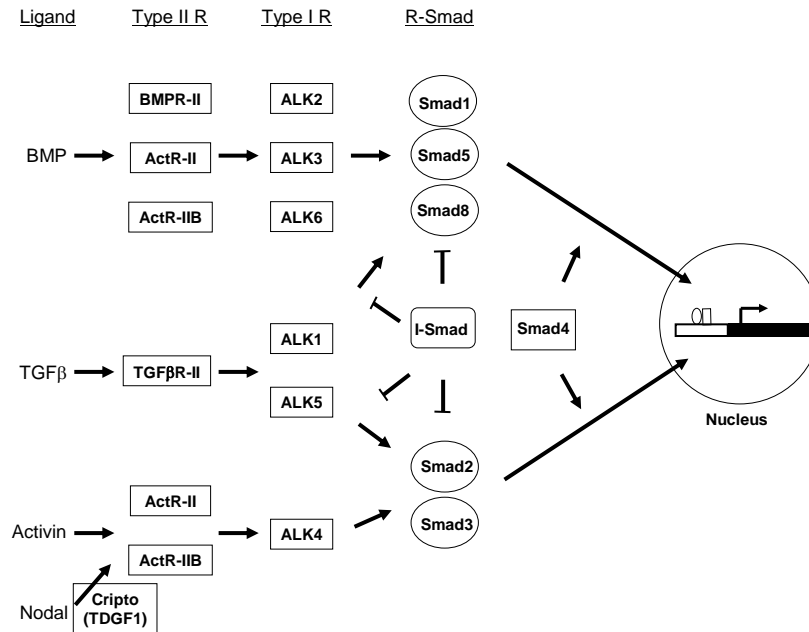 Ligand Type II R Type I R R-Smad
BMPR-II ALK2 Smad1
BMP ActR-II ALK3 Smad5
ActR-IIB ALK6 Smad8
ALK1 I-Smad Smad4
TGFβ TGFβR-II
ALK5
Nucleus
Smad2
ActR-II
Activin ALK4 Smad3
ActR-IIB
Nodal Cripto
(TDGF1)